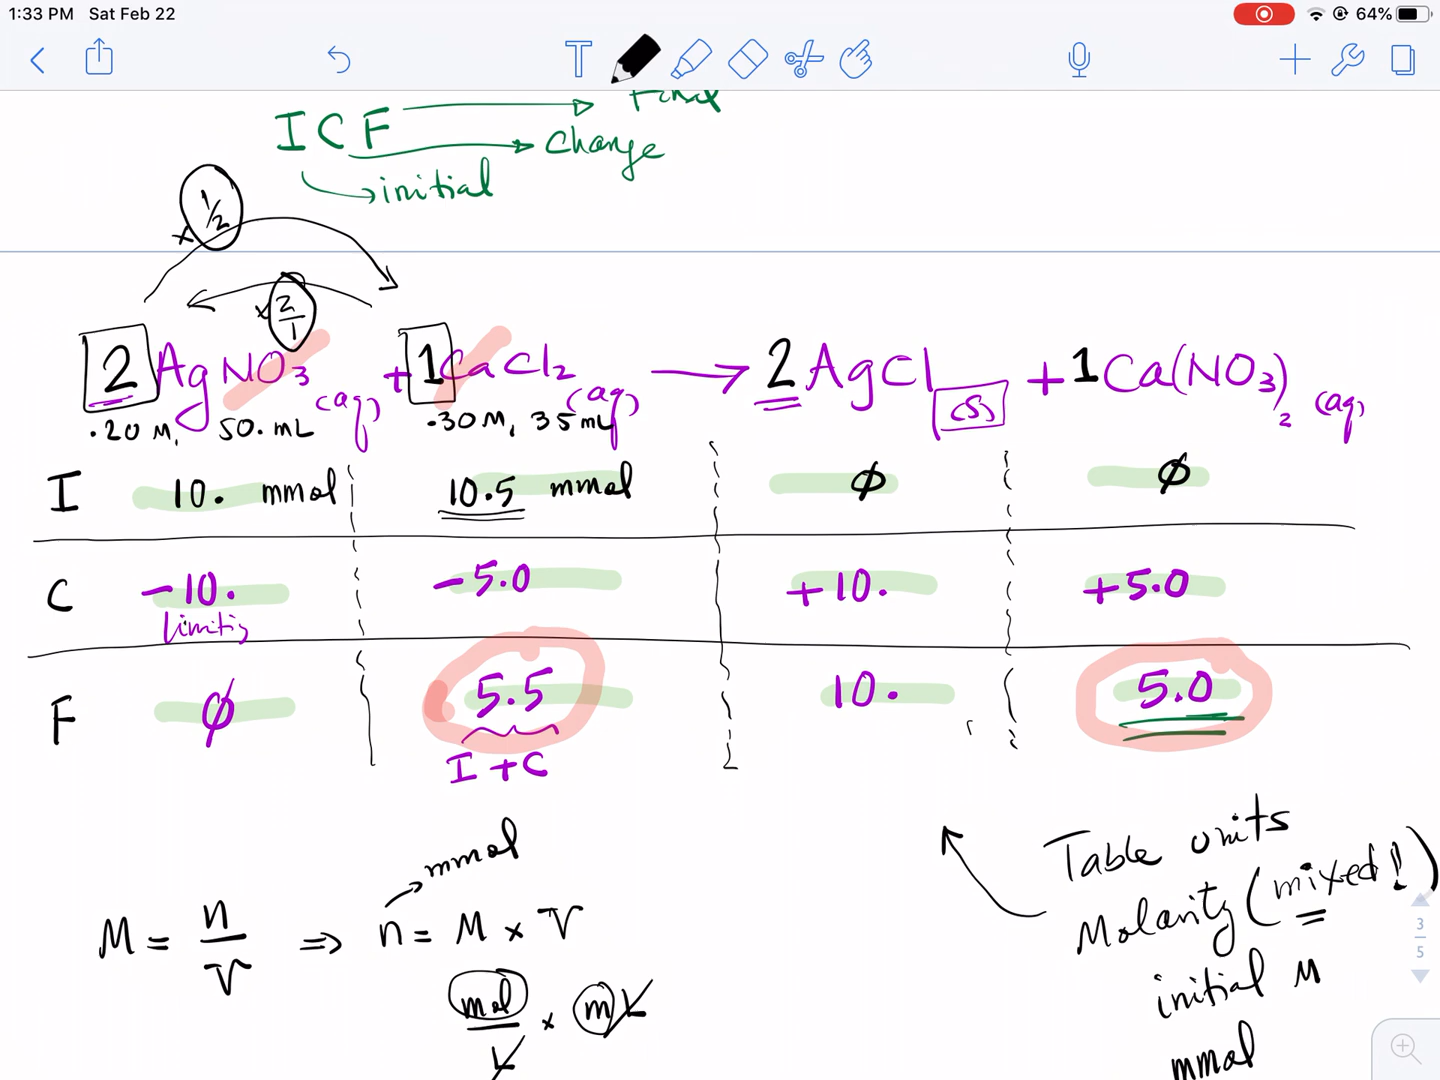 1:33 PM Sat Feb 22 64%
T
Final
I C F
Change
initial
x 1/2
x 2/1
2 AgNO3 (aq) + 1 CaCl2 (aq) → 2 AgCl (s) + 1 Ca(NO3)2 (aq)
.20 M, 50. mL .30 M, 35 mL
I 10. mmol 10.5 mmol ϕ ϕ
C -10. -5.0 +10. +5.0
F ϕ 5.5 10. 5.0
I + C
mmol
M = n/V ⇒ n = M x V
mol/L x mL
Table units
Molarity (mixed!)
initial M
mmol
3
5